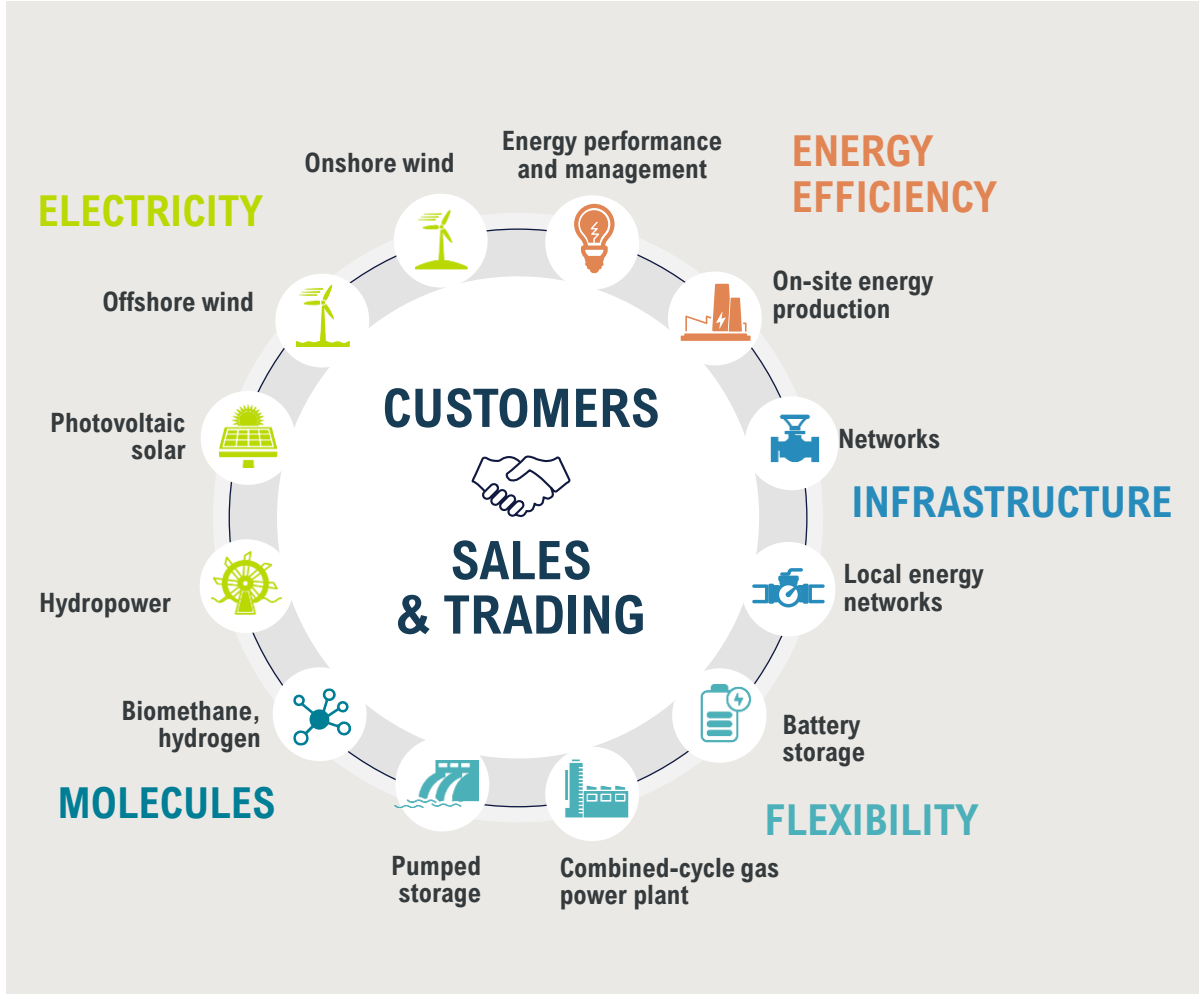 Onshore wind
Energy performance
and management
ENERGY
EFFICIENCY
ELECTRICITY
Offshore wind
On-site energy
production
CUSTOMERS
Photovoltaic
solar
Networks
INFRASTRUCTURE
SALES
& TRADING
Hydropower
Local energy
networks
Biomethane,
hydrogen
Battery
storage
MOLECULES
FLEXIBILITY
Pumped
storage
Combined-cycle gas
power plant